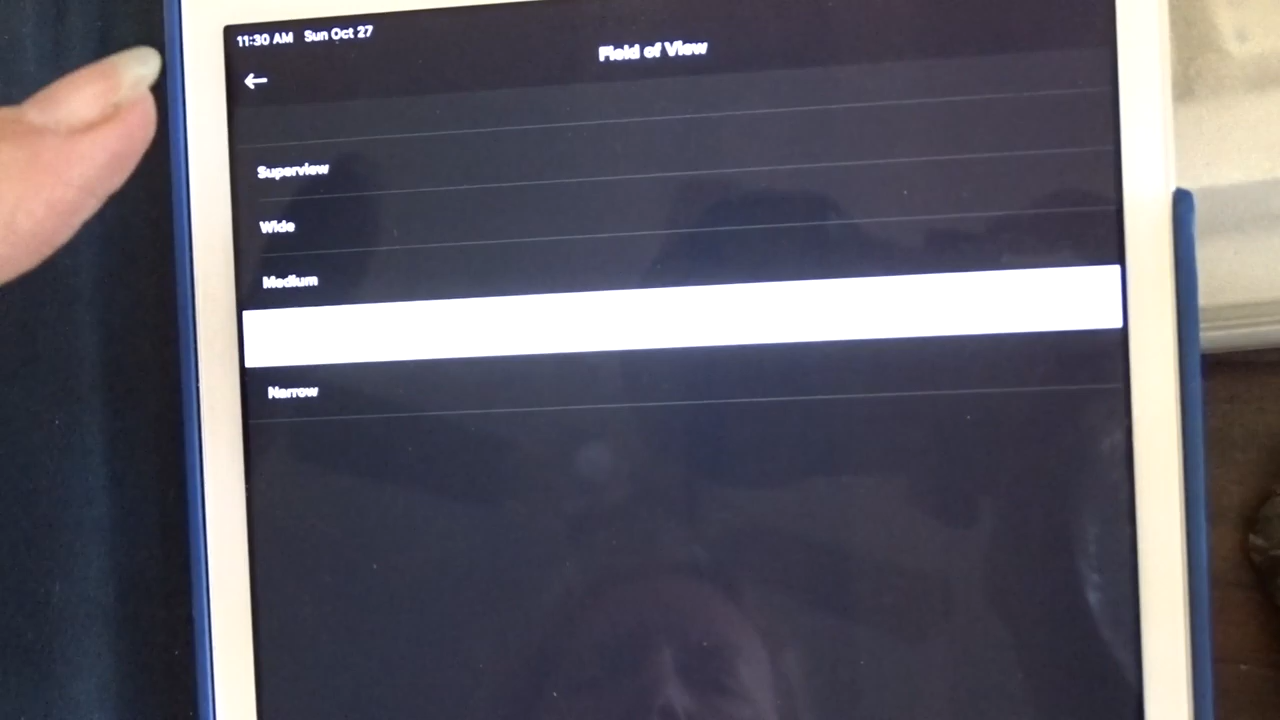 11:30 AM Sun Oct 27
Field of View
Superview
Wide
Medium
Narrow